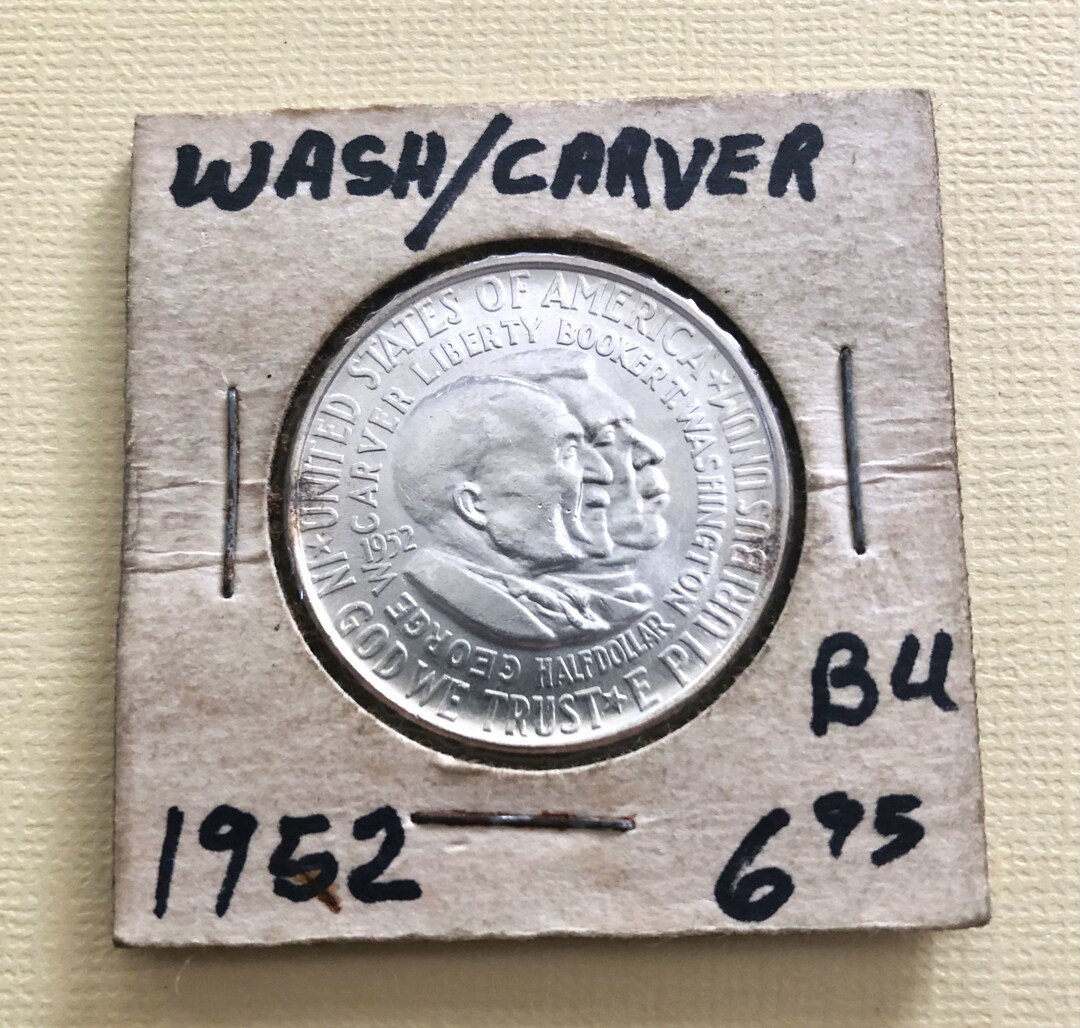 WASH/CARVER
★ UNITED STATES OF AMERICA ★
E PLURIBUS UNUM
★ IN GOD WE TRUST ★
GEORGE W. CARVER LIBERTY BOOKER T. WASHINGTON
HALF DOLLAR
1952
BU
1952
6 95